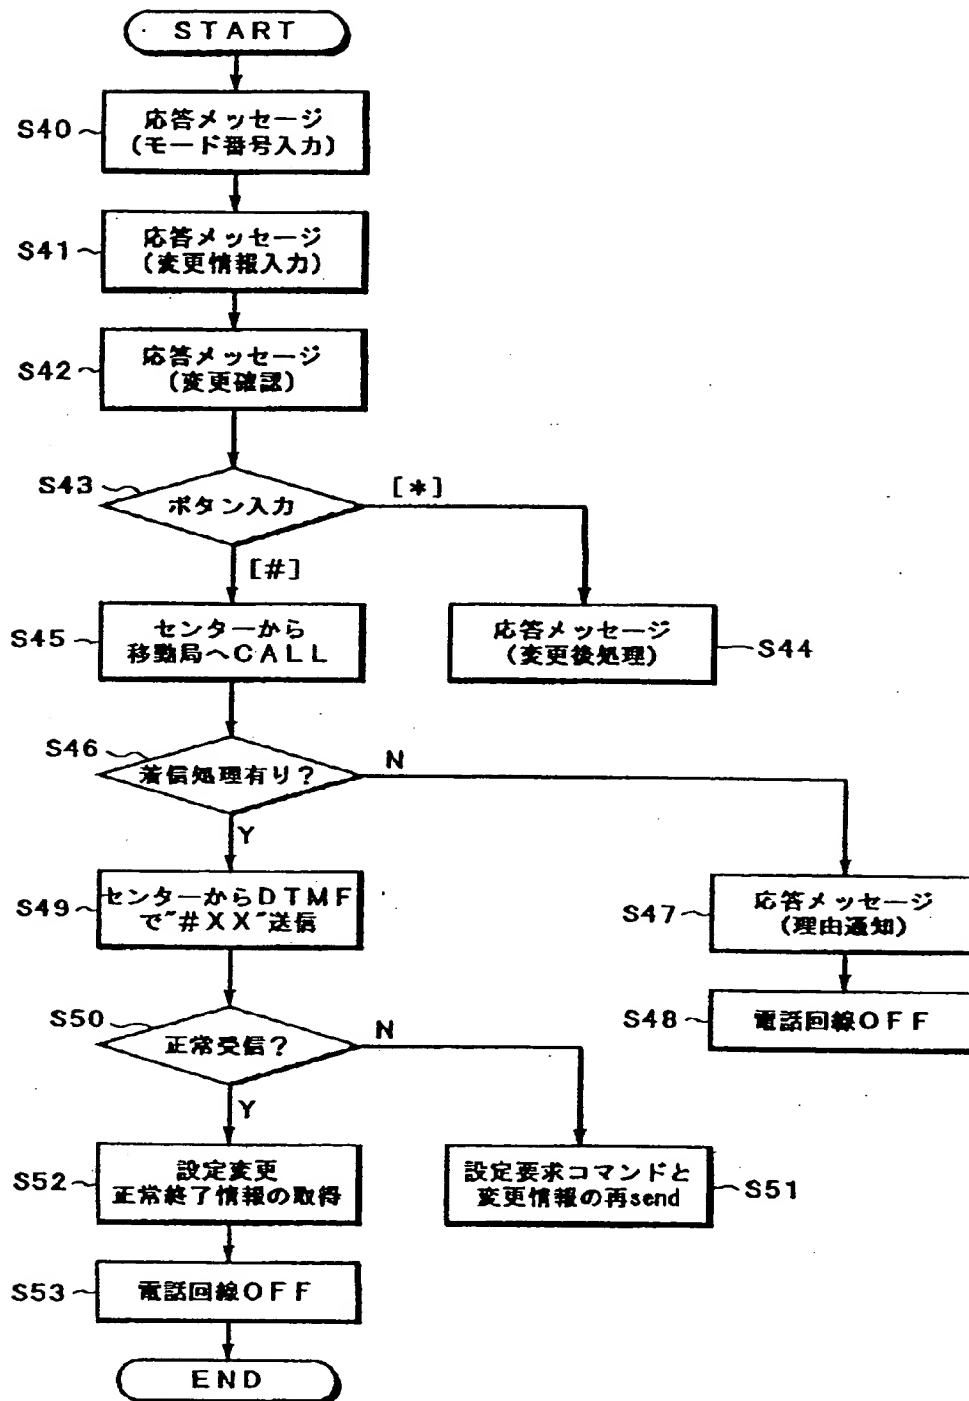 START
S40
応答メッセージ
(モード番号入力)
S41
応答メッセージ
(変更情報入力)
S42
応答メッセージ
(変更確認)
S43
ボタン入力
[*]
[#]
S45
センターから
移動局へCALL
応答メッセージ
(変更後処理)
S44
S46
着信処理有り?
N
Y
S49
センターからDTMF
で"#XX"送信
S47
応答メッセージ
(理由通知)
S50
正常受信?
N
S48
電話回線OFF
Y
S52
設定変更
正常終了情報の取得
設定要求コマンドと
変更情報の再send
S51
S53
電話回線OFF
END